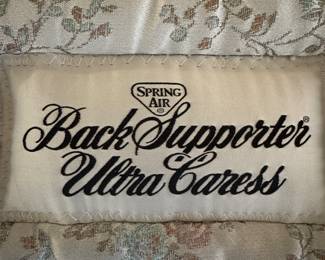 SPRING
AIR
Back Supporter®
Ultra Caress